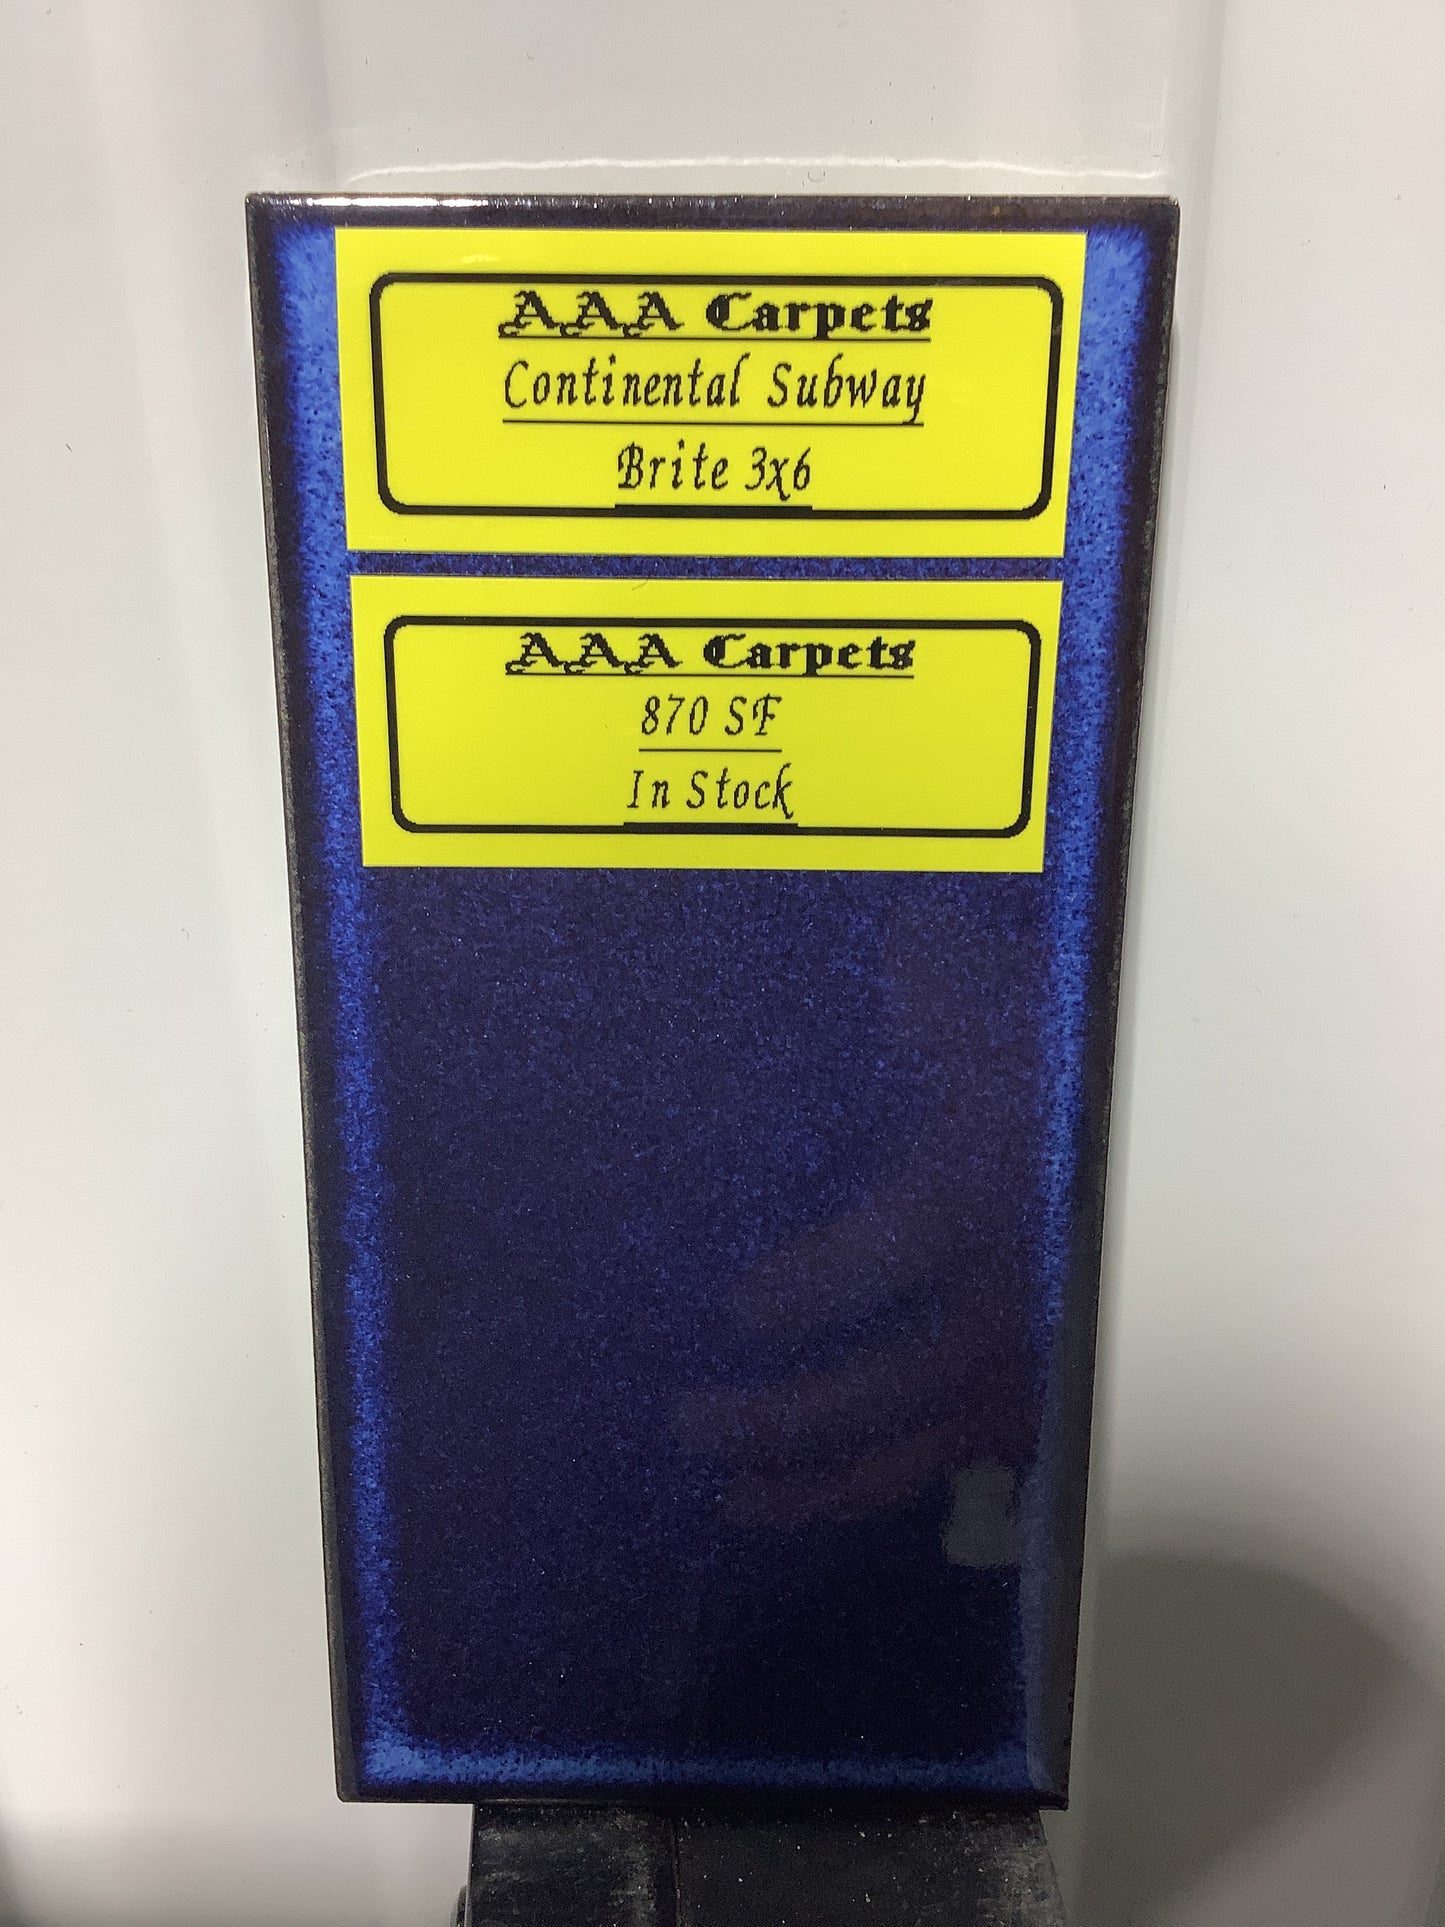 AAA Carpets
Continental Subway
Brite 3x6
AAA Carpets
870 SF
In Stock